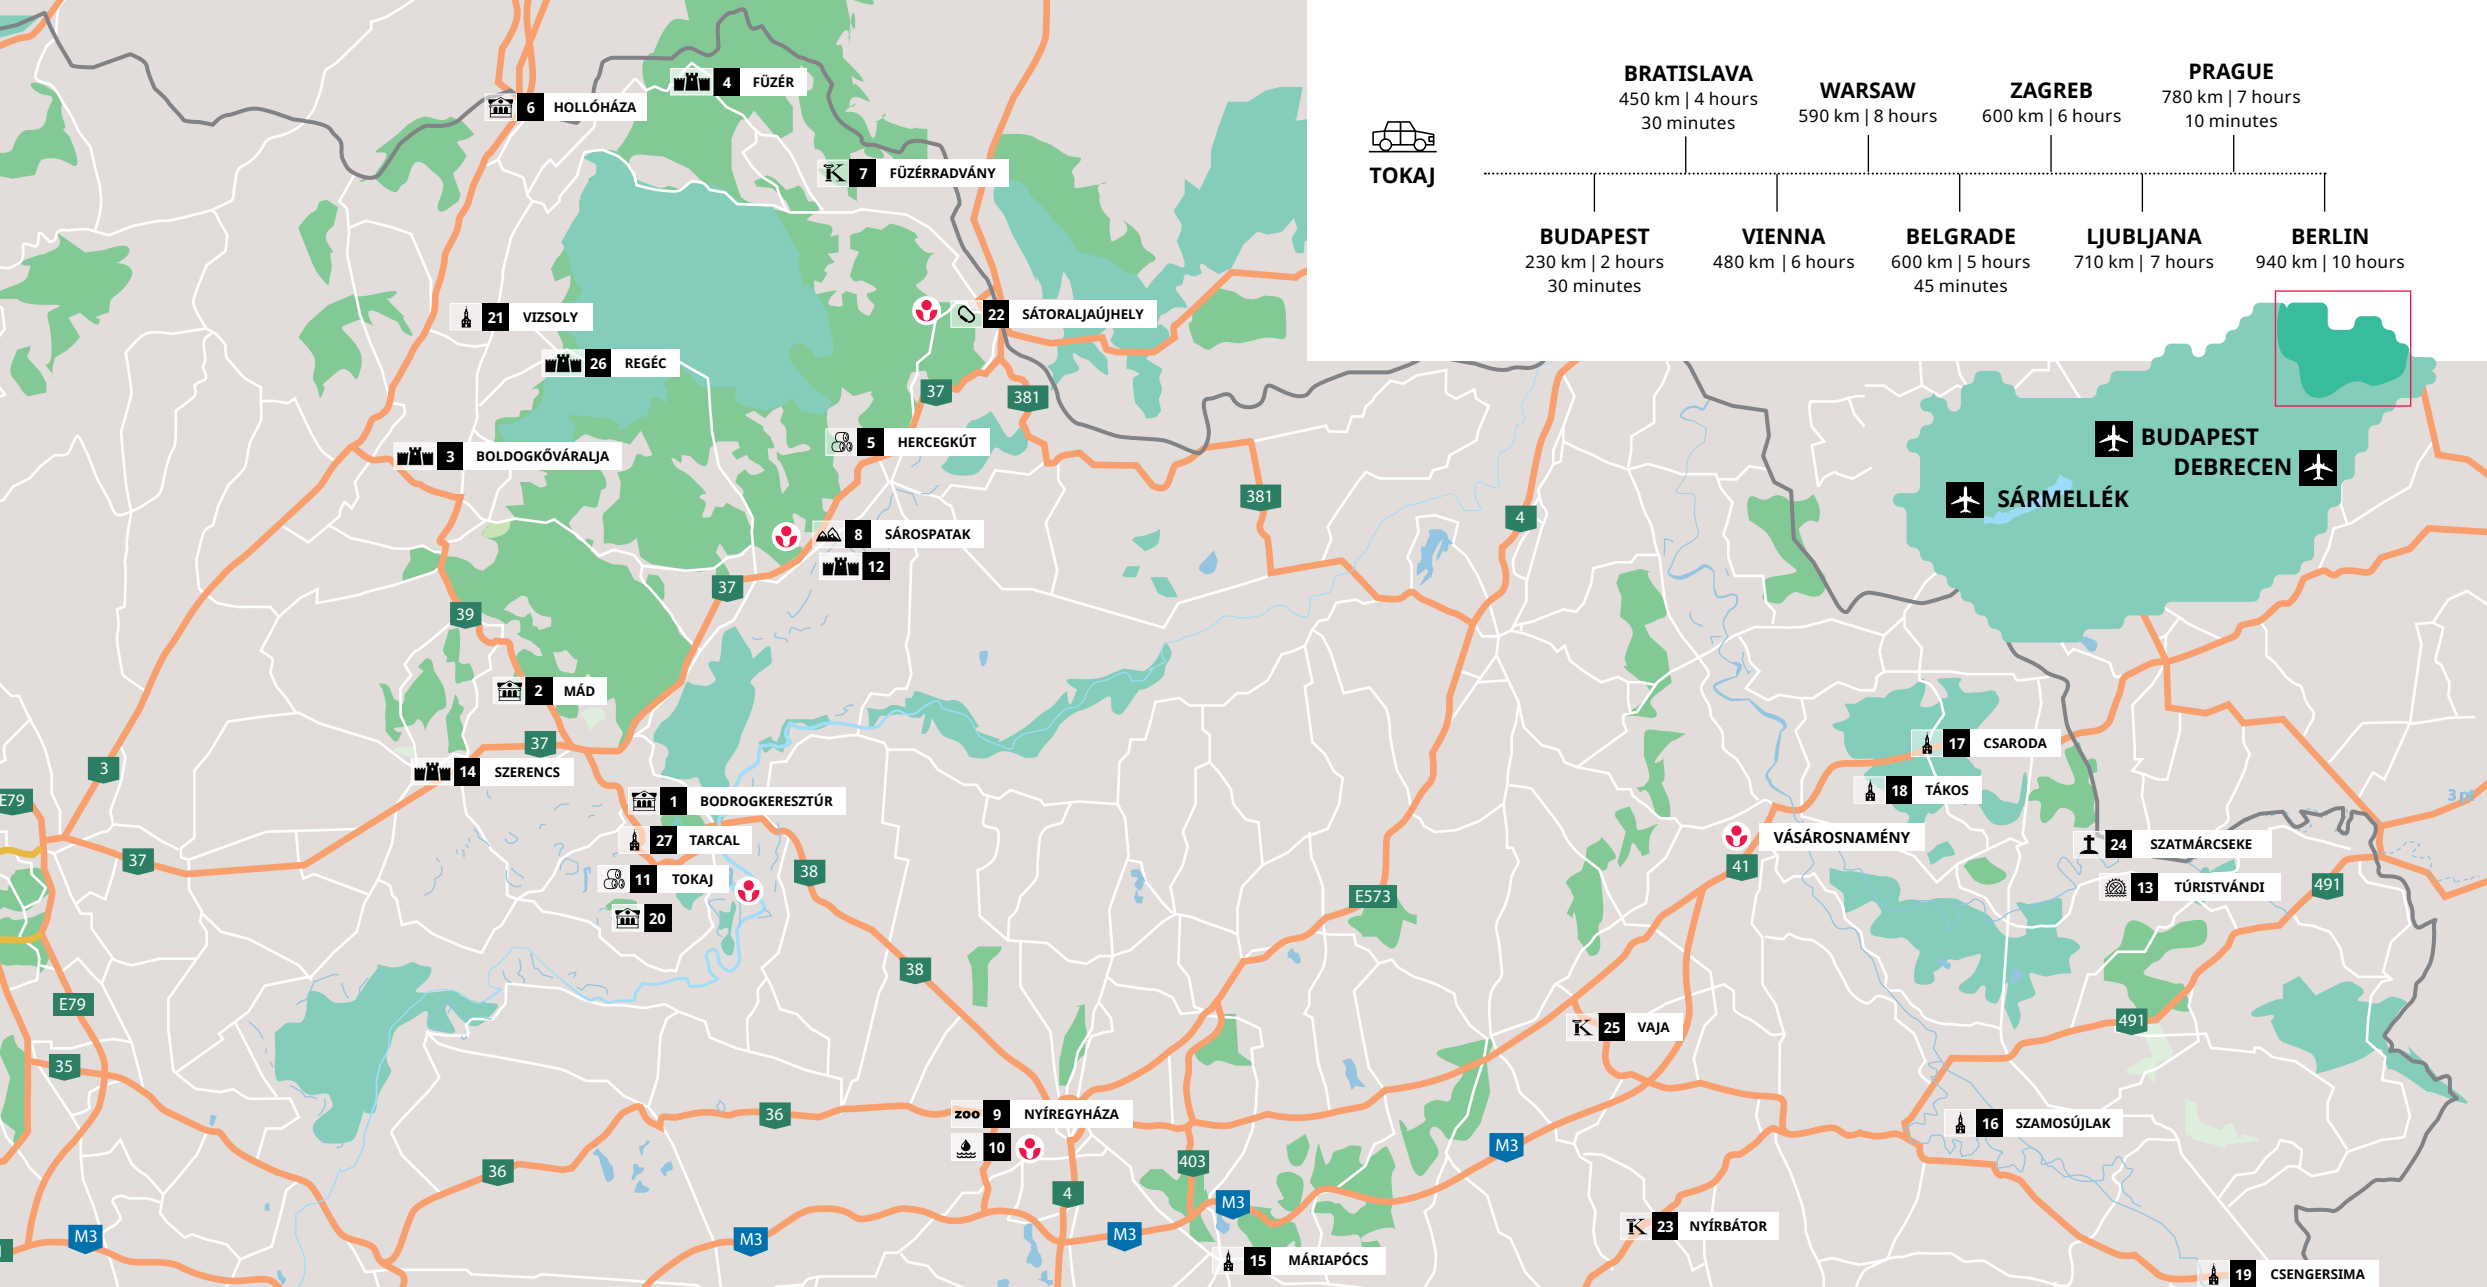 BRATISLAVA
450 km | 4 hours
30 minutes
WARSAW
590 km | 8 hours
ZAGREB
600 km | 6 hours
PRAGUE
780 km | 7 hours
10 minutes
TOKAJ
BUDAPEST
230 km | 2 hours
30 minutes
VIENNA
480 km | 6 hours
BELGRADE
600 km | 5 hours
45 minutes
LJUBLJANA
710 km | 7 hours
BERLIN
940 km | 10 hours
BUDAPEST
DEBRECEN
SÁRMELLÉK
4 FÜZÉR
6 HOLLÓHÁZA
K 7 FÜZÉRRADVÁNY
21 VIZSOLY
22 SÁTORALJAÚJHELY
26 REGÉC
37
381
5 HERCEGKÚT
3 BOLDOGKŐVÁRALJA
381
4
8 SÁROSPATAK
12
37
39
2 MÁD
37
17 CSARODA
3
14 SZERENCS
18 TÁKOS
E79
1 BODROGKERESZTÚR
27 TARCAL
VÁSÁROSNAMÉNY
24 SZATMÁRCSEKE
37
38
41
11 TOKAJ
13 TÚRISTVÁNDI
491
E573
20
38
E79
491
K 25 VAJA
35
36
ZOO 9 NYÍREGYHÁZA
16 SZAMOSÚJLAK
10
M3
403
36
4
M3
K 23 NYÍRBÁTOR
M3
M3
M3
15 MÁRIAPÓCS
19 CSENGERSIMA